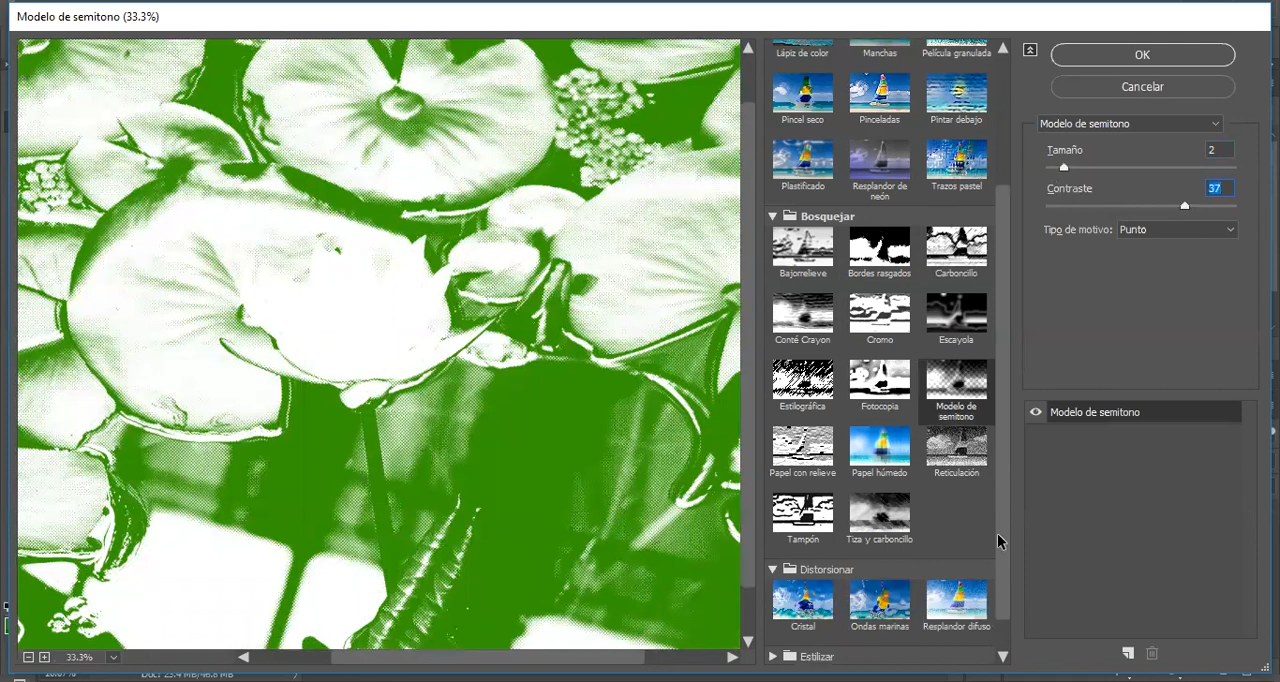 Modelo de semitono (33.3%)
Lápiz de color
Manchas
Película granulada
Pincel seco
Pinceladas
Pintar debajo
Plastificado
Resplandor de
neón
Trazos pastel
Bosquejar
Bajorrelieve
Bordes rasgados
Carboncillo
Conté Crayon
Cromo
Escayola
Estilográfica
Fotocopia
Modelo de
semitono
Papel con relieve
Papel húmedo
Reticulación
Tampón
Tiza y carboncillo
Distorsionar
Cristal
Ondas marinas
Resplandor difuso
Estilizar
OK
Cancelar
Modelo de semitono
Tamaño 2
Contraste 37
Tipo de motivo: Punto
Modelo de semitono
33.3%